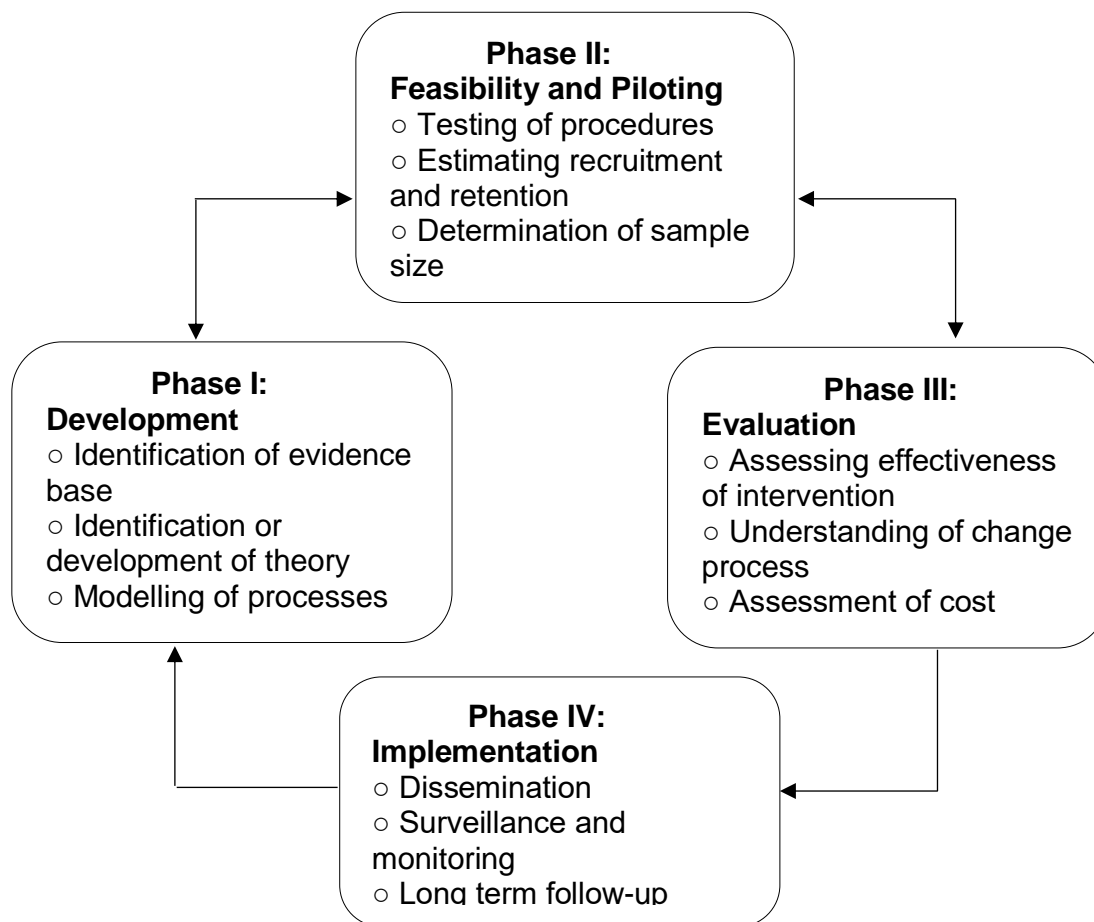 Phase II:
Feasibility and Piloting
○ Testing of procedures
○ Estimating recruitment
and retention
○ Determination of sample
size
Phase I:
Development
○ Identification of evidence
base
○ Identification or
development of theory
○ Modelling of processes
Phase III:
Evaluation
○ Assessing effectiveness
of intervention
○ Understanding of change
process
○ Assessment of cost
Phase IV:
Implementation
○ Dissemination
○ Surveillance and
monitoring
○ Long term follow-up